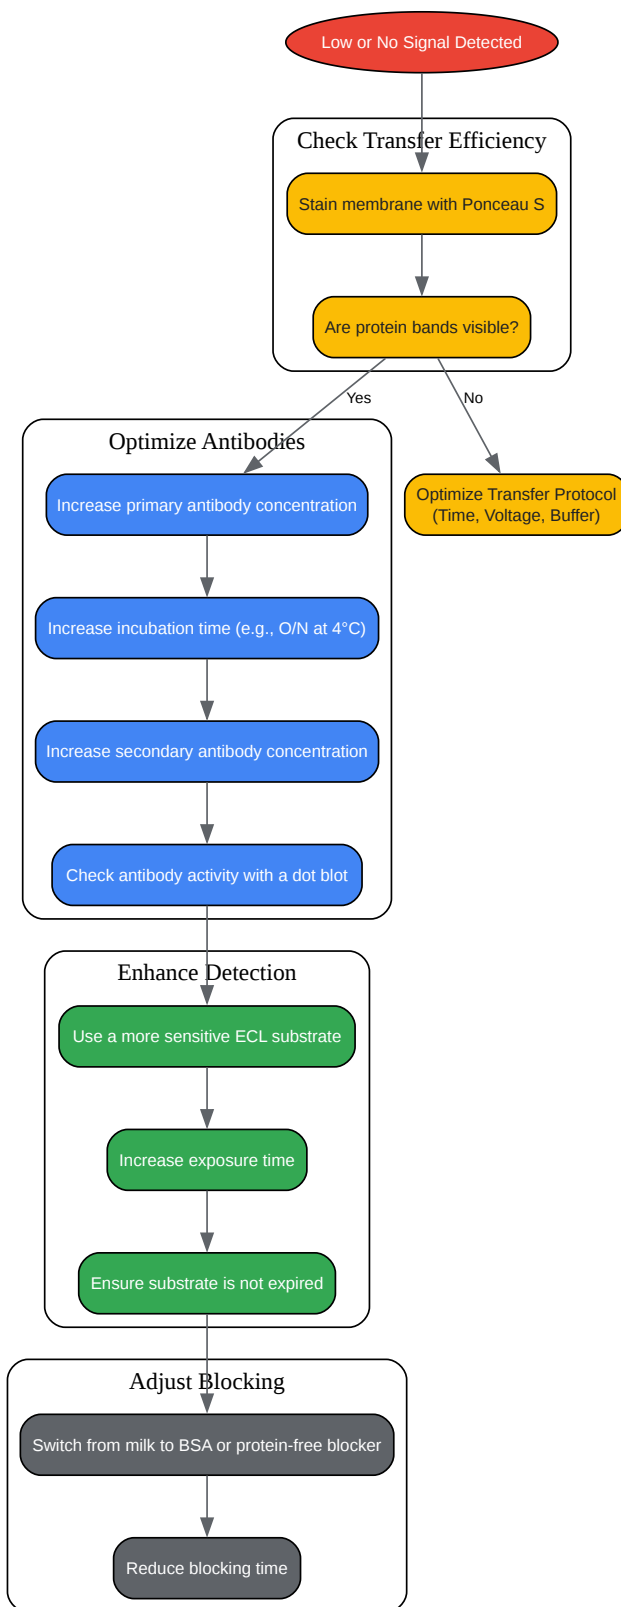 Low or No Signal Detected
Check Transfer Efficiency
Stain membrane with Ponceau S
Are protein bands visible?
Yes
No
Optimize Antibodies
Increase primary antibody concentration
Optimize Transfer Protocol
(Time, Voltage, Buffer)
Increase incubation time (e.g., O/N at 4°C)
Increase secondary antibody concentration
Check antibody activity with a dot blot
Enhance Detection
Use a more sensitive ECL substrate
Increase exposure time
Ensure substrate is not expired
Adjust Blocking
Switch from milk to BSA or protein-free blocker
Reduce blocking time